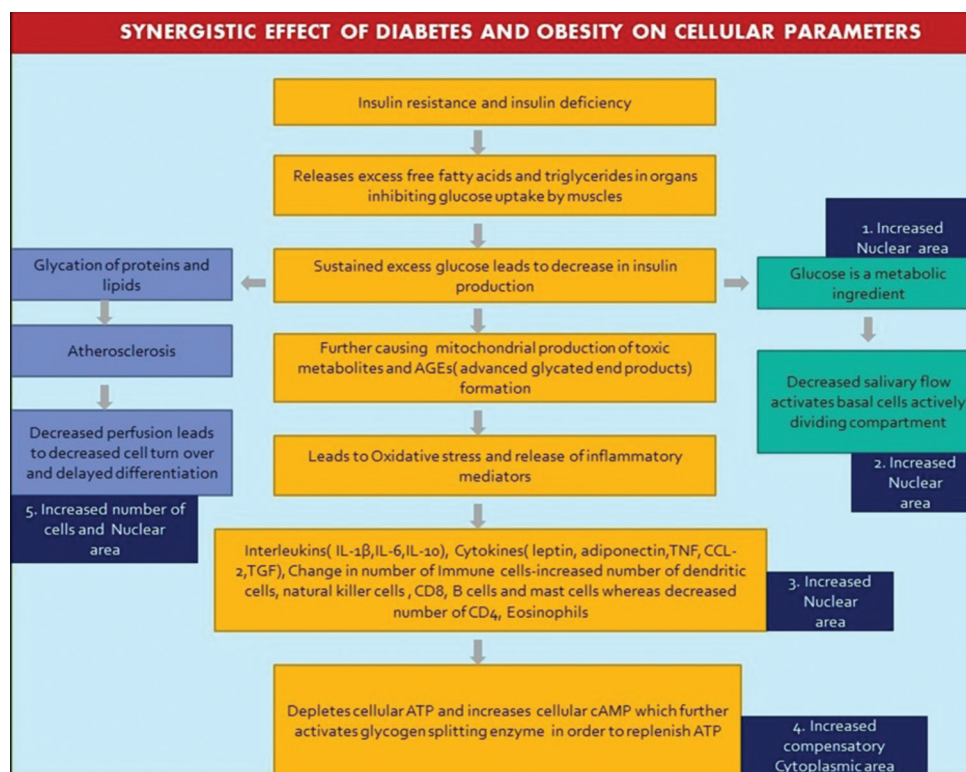 SYNERGISTIC EFFECT OF DIABETES AND OBESITY ON CELLULAR PARAMETERS
Insulin resistance and insulin deficiency
Releases excess free fatty acids and triglycerides in organs
inhibiting glucose uptake by muscles
1. Increased
Nuclear area
Glycation of proteins and
lipids
Sustained excess glucose leads to decrease in insulin
production
Glucose is a metabolic
ingredient
Atherosclerosis
Further causing mitochondrial production of toxic
metabolites and AGEs( advanced glycated end products)
formation
Decreased salivary flow
activates basal cells actively
dividing compartment
Decreased perfusion leads
to decreased cell turn over
and delayed differentiation
Leads to Oxidative stress and release of inflammatory
mediators
2. Increased
Nuclear
area
5. Increased number of
cells and Nuclear
area
Interleukins( IL-1β,IL-6,IL-10), Cytokines( leptin, adiponectin,TNF, CCL-
2,TGF), Change in number of Immune cells-increased number of dendritic
cells, natural killer cells , CD8, B cells and mast cells whereas decreased
number of CD4, Eosinophils
3. Increased
Nuclear
area
Depletes cellular ATP and increases cellular cAMP which further
activates glycogen splitting enzyme in order to replenish ATP
4. Increased
compensatory
Cytoplasmic area